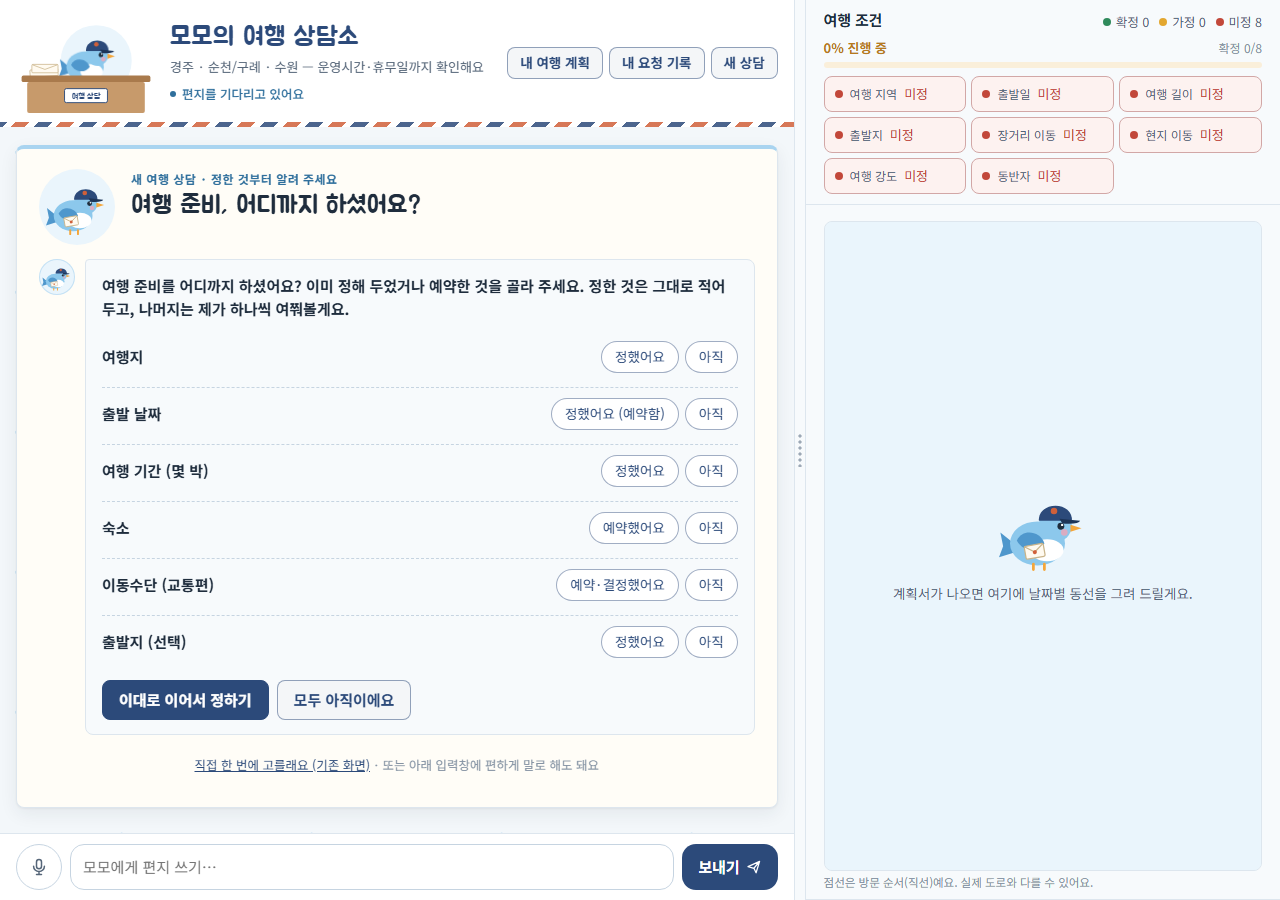 여행 상담
모모의 여행 상담소
경주 · 순천/구례 · 수원 — 운영시간·휴무일까지 확인해요
편지를 기다리고 있어요
내 여행 계획
내 요청 기록
새 상담
새 여행 상담 · 정한 것부터 알려 주세요
여행 준비, 어디까지 하셨어요?
여행 준비를 어디까지 하셨어요? 이미 정해 두었거나 예약한 것을 골라 주세요. 정한 것은 그대로 적어
두고, 나머지는 제가 하나씩 여쭤볼게요.
여행지
정했어요
아직
출발 날짜
정했어요 (예약함)
아직
여행 기간 (몇 박)
정했어요
아직
숙소
예약했어요
아직
이동수단 (교통편)
예약·결정했어요
아직
출발지 (선택)
정했어요
아직
이대로 이어서 정하기
모두 아직이에요
직접 한 번에 고를래요 (기존 화면) · 또는 아래 입력창에 편하게 말로 해도 돼요
모모에게 편지 쓰기…
보내기
여행 조건
확정 0
가정 0
미정 8
0% 진행 중
확정 0/8
여행 지역 미정
출발일 미정
여행 길이 미정
출발지 미정
장거리 이동 미정
현지 이동 미정
여행 강도 미정
동반자 미정
계획서가 나오면 여기에 날짜별 동선을 그려 드릴게요.
점선은 방문 순서(직선)예요. 실제 도로와 다를 수 있어요.